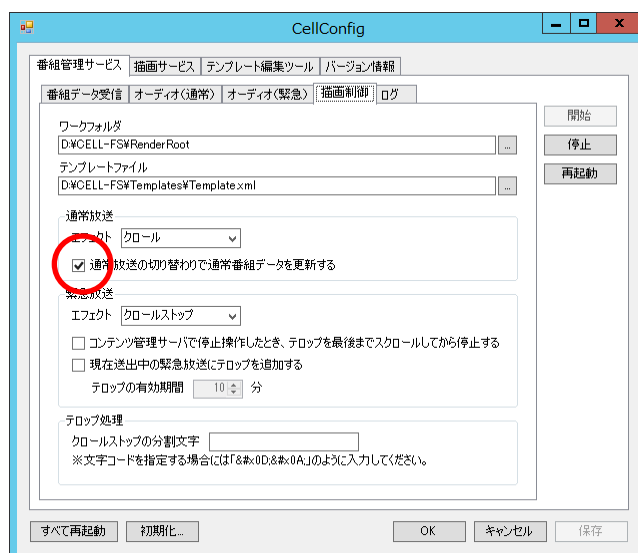 CellConfig
番組管理サービス 描画サービス テンプレート編集ツール バージョン情報
番組データ受信 オーディオ(通常) オーディオ(緊急) 描画制御 ログ
開始
停止
再起動
ワークフォルダ
D:¥CELL-FS¥RenderRoot
...
テンプレートファイル
D:¥CELL-FS¥Templates¥Template.xml
...
通常放送
エフェクト クロール
通常放送の切り替わりで通常番組データを更新する
緊急放送
エフェクト クロールストップ
コンテンツ管理サーバで停止操作したとき、テロップを最後までスクロールしてから停止する
現在送出中の緊急放送にテロップを追加する
テロップの有効期間 10 分
テロップ処理
クロールストップの分割文字
※文字コードを指定する場合には「&#x0D;&#x0A;」のように入力してください。
すべて再起動 初期化... OK キャンセル 保存